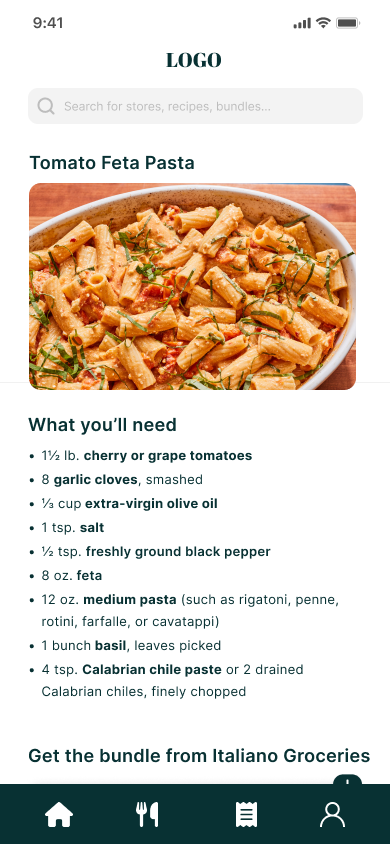 9:41
LOGO
Search for stores, recipes, bundles...
Tomato Feta Pasta
What you’ll need
• 1½ lb. cherry or grape tomatoes
• 8 garlic cloves, smashed
• ⅓ cup extra-virgin olive oil
• 1 tsp. salt
• ½ tsp. freshly ground black pepper
• 8 oz. feta
• 12 oz. medium pasta (such as rigatoni, penne,
rotini, farfalle, or cavatappi)
• 1 bunch basil, leaves picked
• 4 tsp. Calabrian chile paste or 2 drained
Calabrian chiles, finely chopped
Get the bundle from Italiano Groceries